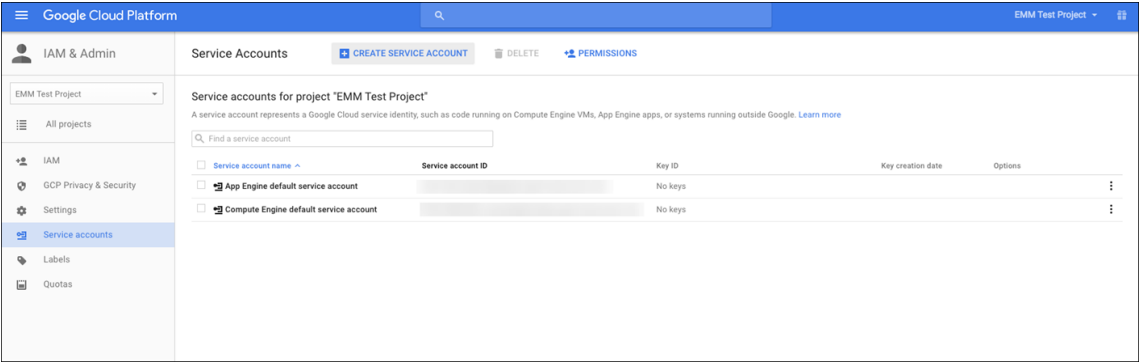 Google Cloud Platform
EMM Test Project
IAM & Admin
Service Accounts
CREATE SERVICE ACCOUNT
DELETE
PERMISSIONS
EMM Test Project
All projects
IAM
GCP Privacy & Security
Settings
Service accounts
Labels
Quotas
Service accounts for project "EMM Test Project"
A service account represents a Google Cloud service identity, such as code running on Compute Engine VMs, App Engine apps, or systems running outside Google. Learn more
Find a service account
Service account name Service account ID Key ID Key creation date Options
App Engine default service account No keys
Compute Engine default service account No keys